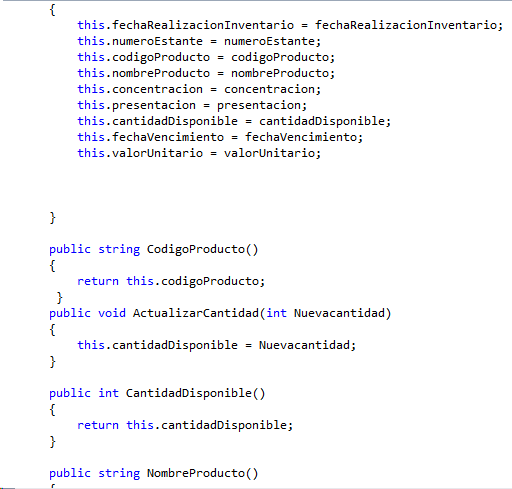 {
this.fechaRealizacionInventario = fechaRealizacionInventario;
this.numeroEstante = numeroEstante;
this.codigoProducto = codigoProducto;
this.nombreProducto = nombreProducto;
this.concentracion = concentracion;
this.presentacion = presentacion;
this.cantidadDisponible = cantidadDisponible;
this.fechaVencimiento = fechaVencimiento;
this.valorUnitario = valorUnitario;
}
public string CodigoProducto()
{
return this.codigoProducto;
}
public void ActualizarCantidad(int Nuevacantidad)
{
this.cantidadDisponible = Nuevacantidad;
}
public int CantidadDisponible()
{
return this.cantidadDisponible;
}
public string NombreProducto()
{